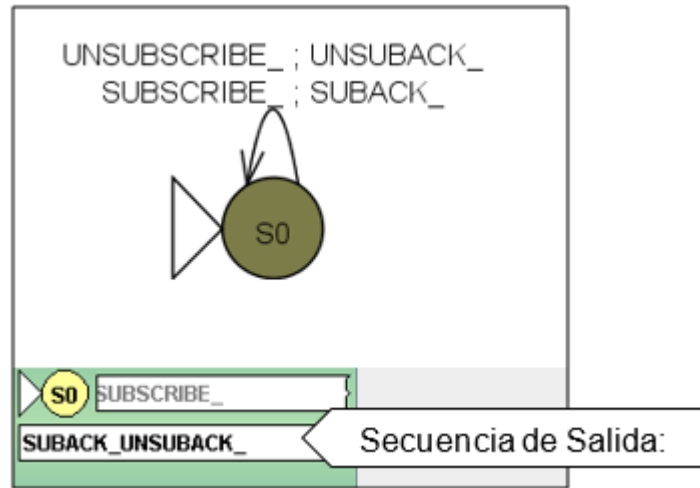 UNSUBSCRIBE_ ; UNSUBACK_
SUBSCRIBE_ ; SUBACK_
S0
S0 SUBSCRIBE_
SUBACK_UNSUBACK_
Secuencia de Salida: